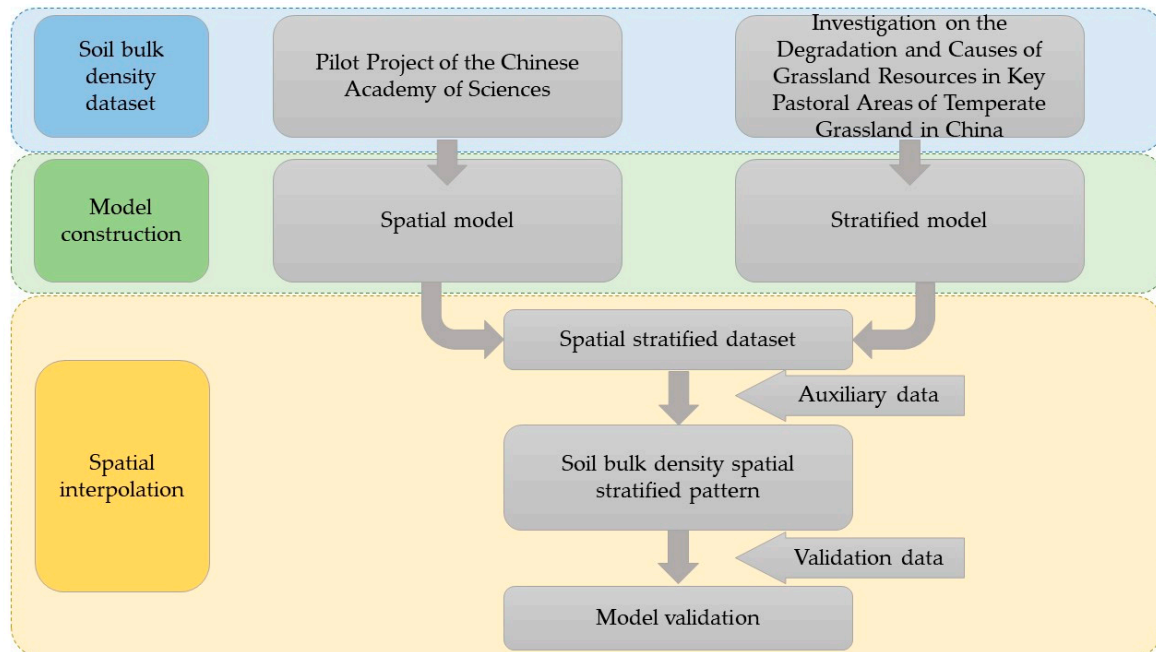 Soil bulk
density
dataset
Pilot Project of the Chinese
Academy of Sciences
Investigation on the
Degradation and Causes of
Grassland Resources in Key
Pastoral Areas of Temperate
Grassland in China
Model
construction
Spatial model
Stratified model
Spatial
interpolation
Spatial stratified dataset
Auxiliary data
Soil bulk density spatial
stratified pattern
Validation data
Model validation